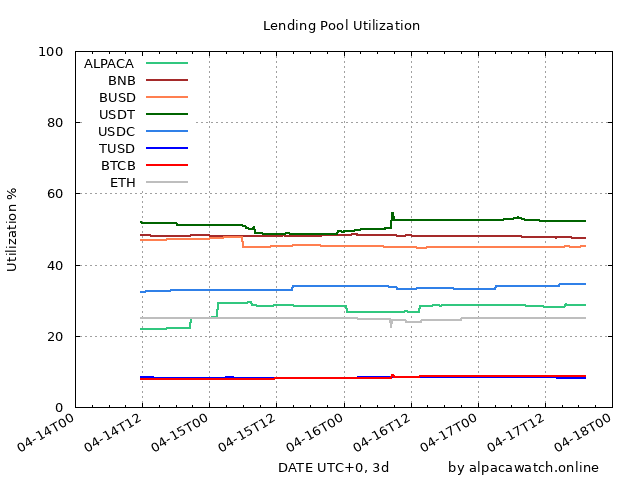 Lending Pool Utilization
100
80
60
40
20
0
Utilization %
ALPACA
BNB
BUSD
USDT
USDC
TUSD
BTCB
ETH
04-14T00
04-14T12
04-15T00
04-15T12
04-16T00
04-16T12
04-17T00
04-17T12
04-18T00
DATE UTC+0, 3d
by alpacawatch.online